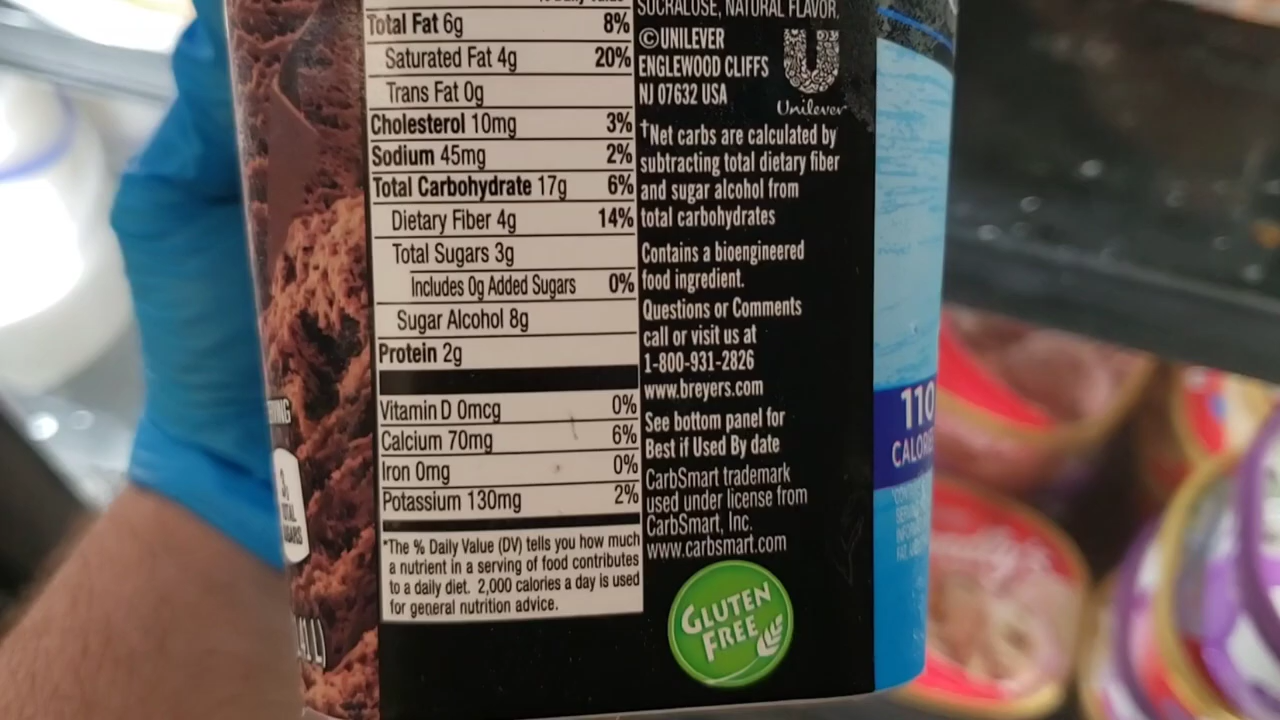 Total Fat 6g 8%
Saturated Fat 4g 20%
Trans Fat 0g
Cholesterol 10mg 3%
Sodium 45mg 2%
Total Carbohydrate 17g 6%
Dietary Fiber 4g 14%
Total Sugars 3g
Includes 0g Added Sugars 0%
Sugar Alcohol 8g
Protein 2g
Vitamin D 0mcg 0%
Calcium 70mg 6%
Iron 0mg 0%
Potassium 130mg 2%
*The % Daily Value (DV) tells you how much
a nutrient in a serving of food contributes
to a daily diet. 2,000 calories a day is used
for general nutrition advice.
SUCRALOSE, NATURAL FLAVOR.
©UNILEVER
ENGLEWOOD CLIFFS
NJ 07632 USA
Unilever
†Net carbs are calculated by
subtracting total dietary fiber
and sugar alcohol from
total carbohydrates
Contains a bioengineered
food ingredient.
Questions or Comments
call or visit us at
1-800-931-2826
www.breyers.com
See bottom panel for
Best if Used By date
CarbSmart trademark
used under license from
CarbSmart, Inc.
www.carbsmart.com
GLUTEN
FREE
110